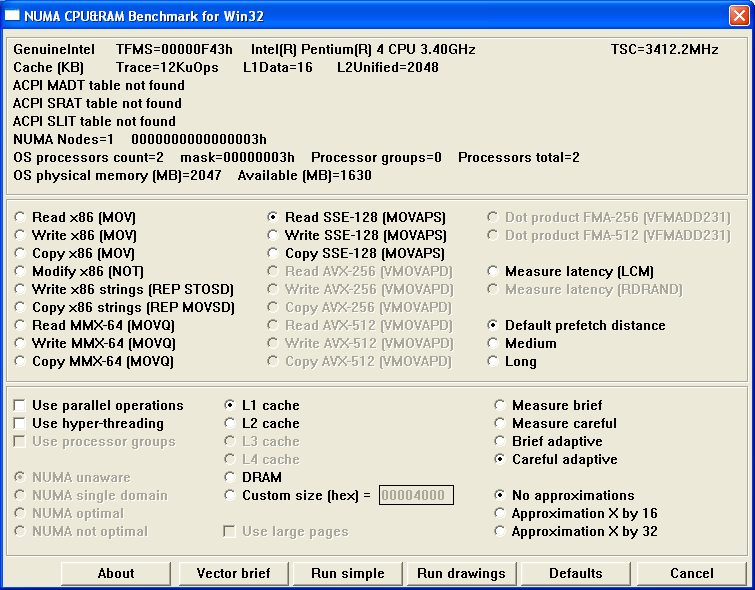 NUMA CPU&RAM Benchmark for Win32
GenuineIntel TFMS=00000F43h Intel(R) Pentium(R) 4 CPU 3.40GHz TSC=3412.2MHz
Cache (KB) Trace=12KuOps L1Data=16 L2Unified=2048
ACPI MADT table not found
ACPI SRAT table not found
ACPI SLIT table not found
NUMA Nodes=1 0000000000000003h
OS processors count=2 mask=00000003h Processor groups=0 Processors total=2
OS physical memory (MB)=2047 Available (MB)=1630
Read x86 (MOV) Read SSE-128 (MOVAPS) Dot product FMA-256 (VFMADD231)
Write x86 (MOV) Write SSE-128 (MOVAPS) Dot product FMA-512 (VFMADD231)
Copy x86 (MOV) Copy SSE-128 (MOVAPS)
Modify x86 (NOT) Read AVX-256 (VMOVAPD) Measure latency (LCM)
Write x86 strings (REP STOSD) Write AVX-256 (VMOVAPD) Measure latency (RDRAND)
Copy x86 strings (REP MOVSD) Copy AVX-256 (VMOVAPD)
Read MMX-64 (MOVQ) Read AVX-512 (VMOVAPD) Default prefetch distance
Write MMX-64 (MOVQ) Write AVX-512 (VMOVAPD) Medium
Copy MMX-64 (MOVQ) Copy AVX-512 (VMOVAPD) Long
Use parallel operations L1 cache Measure brief
Use hyper-threading L2 cache Measure careful
Use processor groups L3 cache Brief adaptive
L4 cache Careful adaptive
NUMA unaware DRAM
NUMA single domain Custom size (hex) = 00004000 No approximations
NUMA optimal Approximation X by 16
NUMA not optimal Use large pages Approximation X by 32
About Vector brief Run simple Run drawings Defaults Cancel